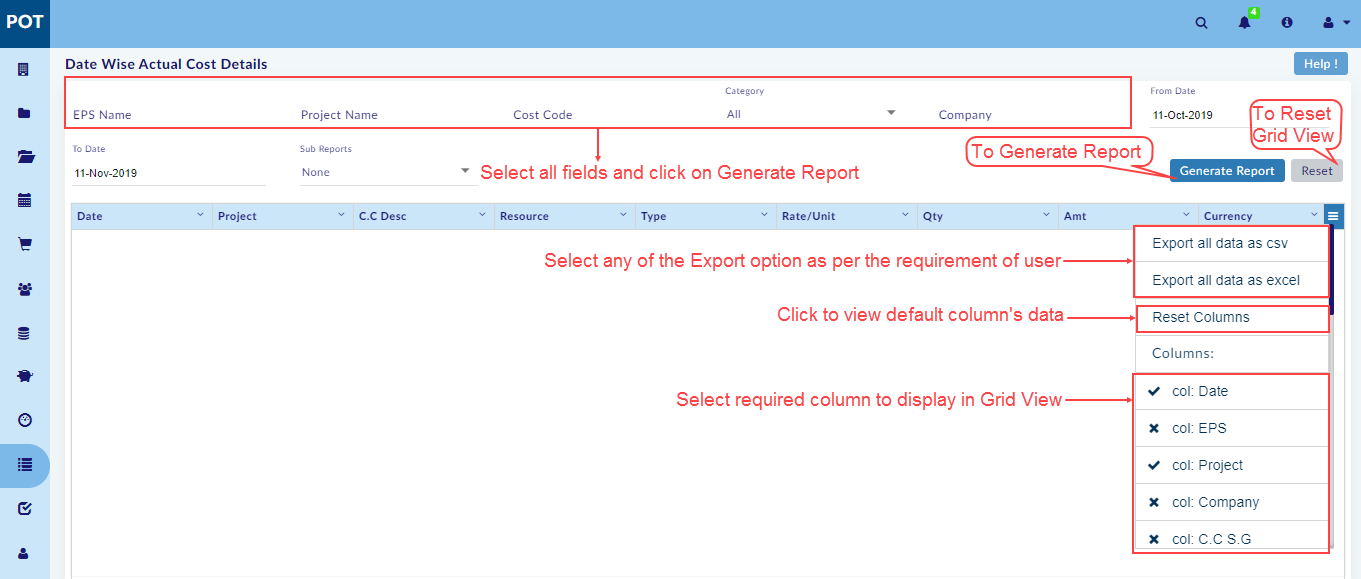 POT
4
Date Wise Actual Cost Details
Help !
Category
From Date
EPS Name
Project Name
Cost Code
All
Company
11-Oct-2019
To Reset
Grid View
To Date
Sub Reports
To Generate Report
11-Nov-2019
None
Select all fields and click on Generate Report
Generate Report
Reset
Date
Project
C.C Desc
Resource
Type
Rate/Unit
Qty
Amt
Currency
Export all data as csv
Select any of the Export option as per the requirement of user
Export all data as excel
Click to view default column's data
Reset Columns
Columns:
col: Date
Select required column to display in Grid View
col: EPS
col: Project
col: Company
col: C.C S.G